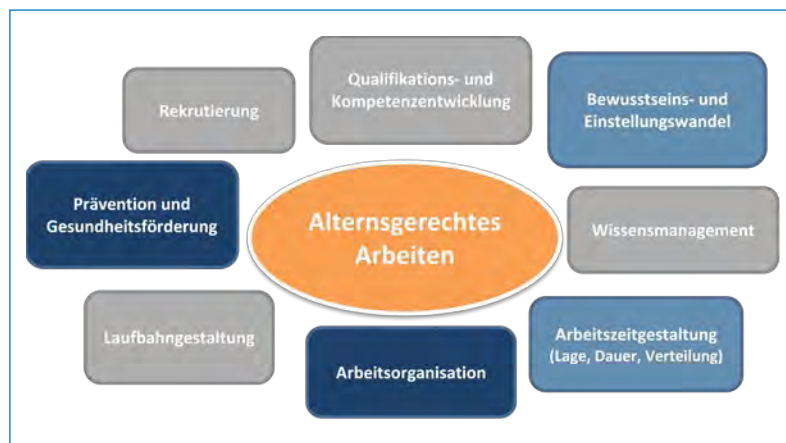 Qualifikations- und
Kompetenzentwicklung
Rekrutierung
Bewusstseins- und
Einstellungswandel
Prävention und
Gesundheitsförderung
Alternsgerechtes
Arbeiten
Wissensmanagement
Laufbahngestaltung
Arbeitsorganisation
Arbeitszeitgestaltung
(Lage, Dauer, Verteilung)